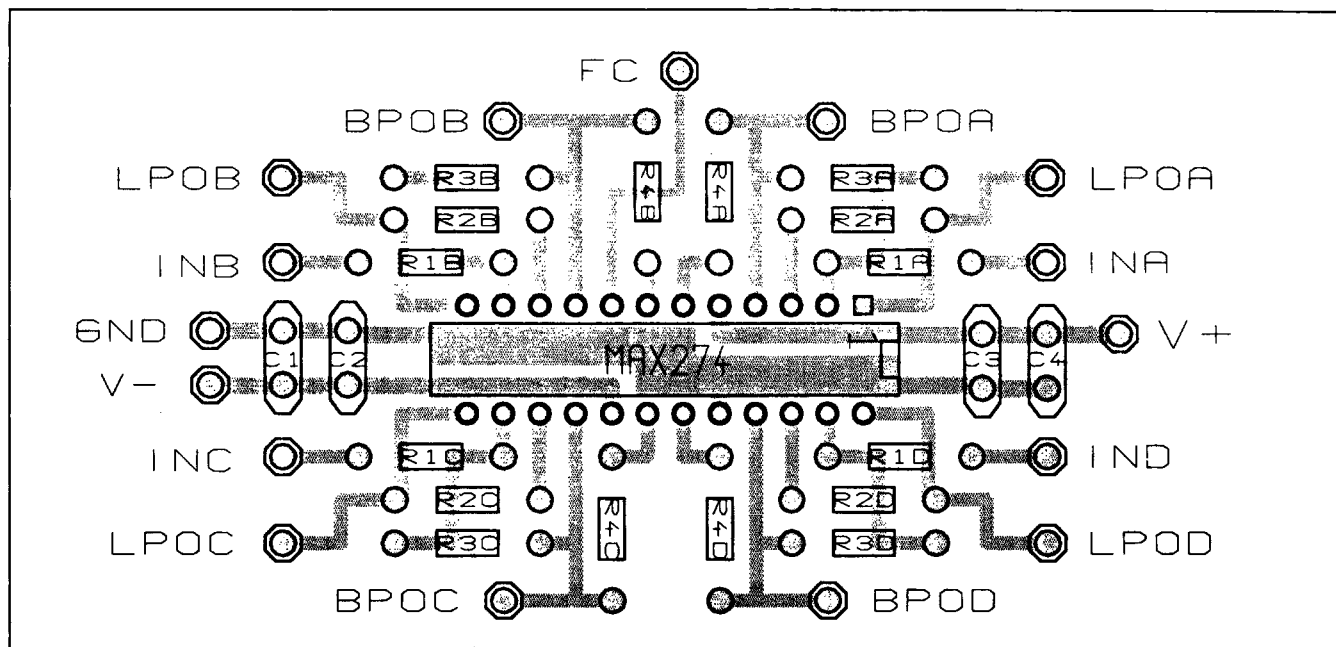 FC
BPOB
BPOA
LPOB
R3B
R4B
R4A
R3A
LPOA
R2B
R2A
INB
R1B
R1A
INA
GND
V+
C1
C2
MAX274
C3
C4
V-
INC
R1C
R1D
IND
R2C
R2D
LPOC
R3C
R4C
R4D
R3D
LPOD
BPOC
BPOD